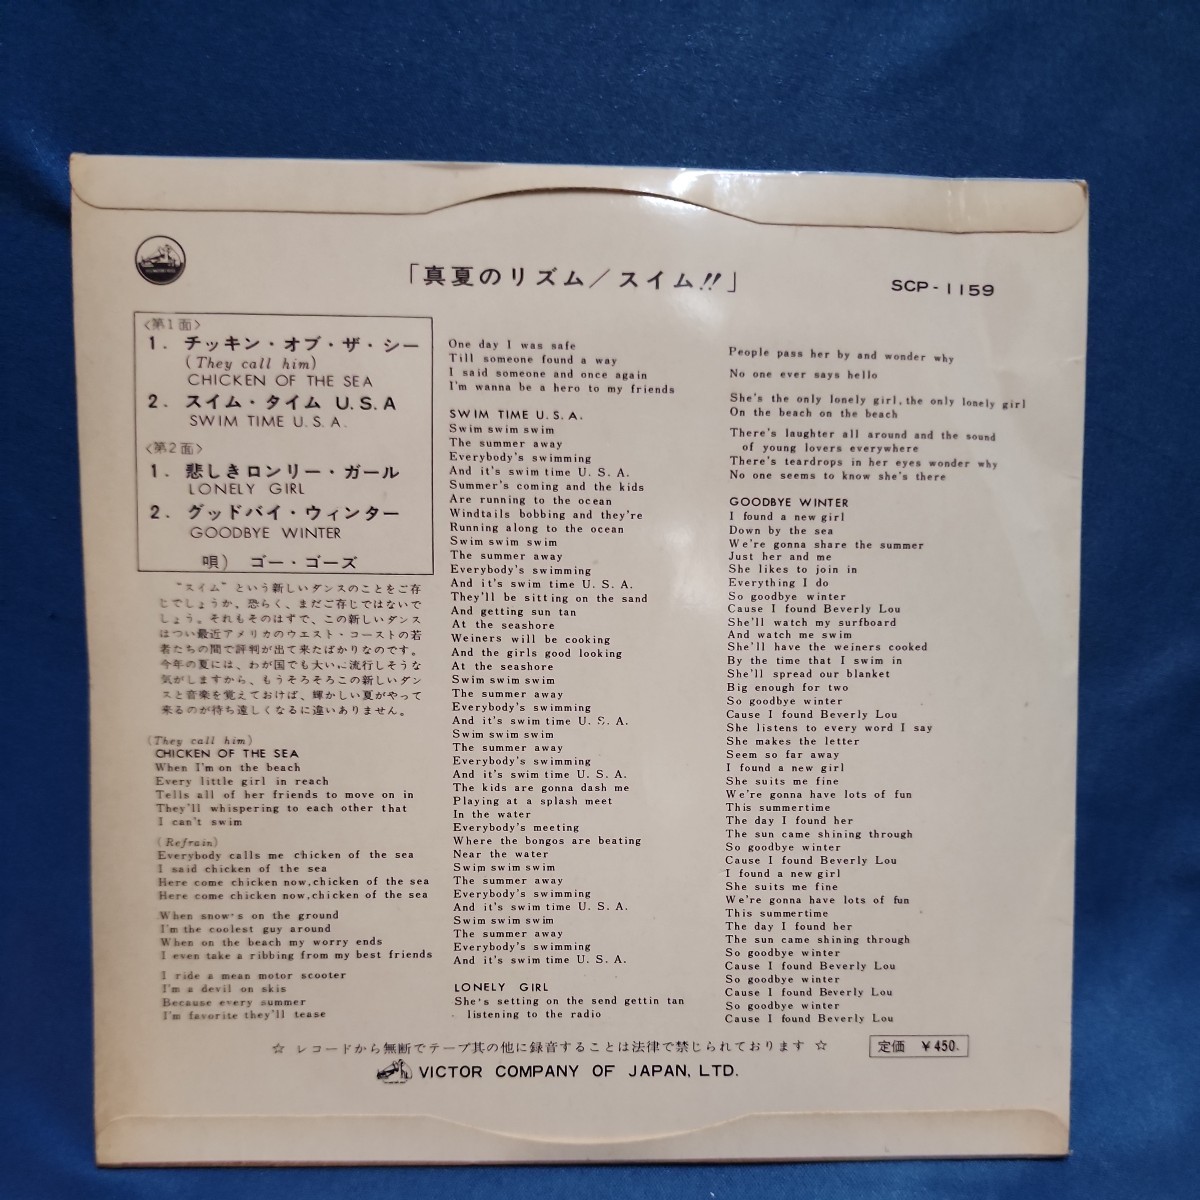 「真夏のリズム/スイム!!」
SCP-1159
〈第1面〉
1. チッキン・オブ・ザ・シー
(They call him)
CHICKEN OF THE SEA
2. スイム・タイム U.S.A
SWIM TIME U.S.A.
〈第2面〉
1. 悲しきロンリー・ガール
LONELY GIRL
2. グッドバイ・ウィンター
GOODBYE WINTER
唄) ゴー・ゴーズ
"スイム"という新しいダンスのことをご存
じでしょうか、恐らく、まだご存じではないで
しょう。それもそのはずで、この新しいダンス
はつい最近アメリカのウエスト・コーストの若
者たちの間で評判が出て来たばかりなのです。
今年の夏には、わが国でも大いに流行しそうな
気がしますから、もうそろそろこの新しいダン
スと音楽を覚えておけば、輝かしい夏がやって
来るのが待ち遠しくなるに違いありません。
(They call him)
CHICKEN OF THE SEA
When I'm on the beach
Every little girl in reach
Tells all of her friends to move on in
They'll whispering to each other that
I can't swim
(Refrain)
Everybody calls me chicken of the sea
I said chicken of the sea
Here come chicken now, chicken of the sea
Here come chicken now, chicken of the sea
When snow's on the ground
I'm the coolest guy around
When on the beach my worry ends
I even take a ribbing from my best friends
I ride a mean motor scooter
I'm a devil on skis
Because every summer
I'm favorite they'll tease
One day I was safe
Till someone found a way
I said someone and once again
I'm wanna be a hero to my friends
SWIM TIME U.S.A.
Swim swim swim
The summer away
Everybody's swimming
And it's swim time U. S. A.
Summer's coming and the kids
Are running to the ocean
Windtails bobbing and they're
Running along to the ocean
Swim swim swim
The summer away
Everybody's swimming
And it's swim time U. S. A.
They'll be sitting on the sand
And getting sun tan
At the seashore
Weiners will be cooking
And the girls good looking
At the seashore
Swim swim swim
The summer away
Everybody's swimming
And it's swim time U. S. A.
Swim swim swim
The summer away
Everybody's swimming
And it's swim time U. S. A.
The kids are gonna dash me
Playing at a splash meet
In the water
Everybody's meeting
Where the bongos are beating
Near the water
Swim swim swim
The summer away
Everybody's swimming
And it's swim time U. S. A.
Swim swim swim
The summer away
Everybody's swimming
And it's swim time U. S. A.
LONELY GIRL
She's setting on the send gettin tan
listening to the radio
People pass her by and wonder why
No one ever says hello
She's the only lonely girl, the only lonely girl
On the beach on the beach
There's laughter all around and the sound
of young lovers everywhere
There's teardrops in her eyes wonder why
No one seems to know she's there
GOODBYE WINTER
I found a new girl
Down by the sea
We're gonna share the summer
Just her and me
She likes to join in
Everything I do
So goodbye winter
Cause I found Beverly Lou
She'll watch my surfboard
And watch me swim
She'll have the weiners cooked
By the time that I swim in
She'll spread our blanket
Big enough for two
So goodbye winter
Cause I found Beverly Lou
She listens to every word I say
She makes the letter
Seem so far away
I found a new girl
She suits me fine
We're gonna have lots of fun
This summertime
The day I found her
The sun came shining through
So goodbye winter
Cause I found Beverly Lou
I found a new girl
She suits me fine
We're gonna have lots of fun
This summertime
The day I found her
The sun came shining through
So goodbye winter
Cause I found Beverly Lou
So goodbye winter
Cause I found Beverly Lou
So goodbye winter
Cause I found Beverly Lou
☆ レコードから無断でテープ其の他に録音することは法律で禁じられております ☆
定価 ¥450.
VICTOR COMPANY OF JAPAN, LTD.